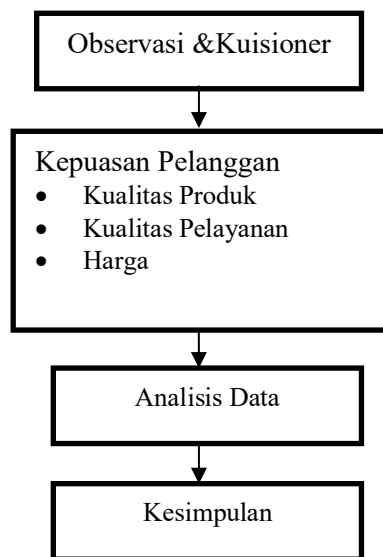 Observasi &Kuisioner
Kepuasan Pelanggan
• Kualitas Produk
• Kualitas Pelayanan
• Harga
Analisis Data
Kesimpulan